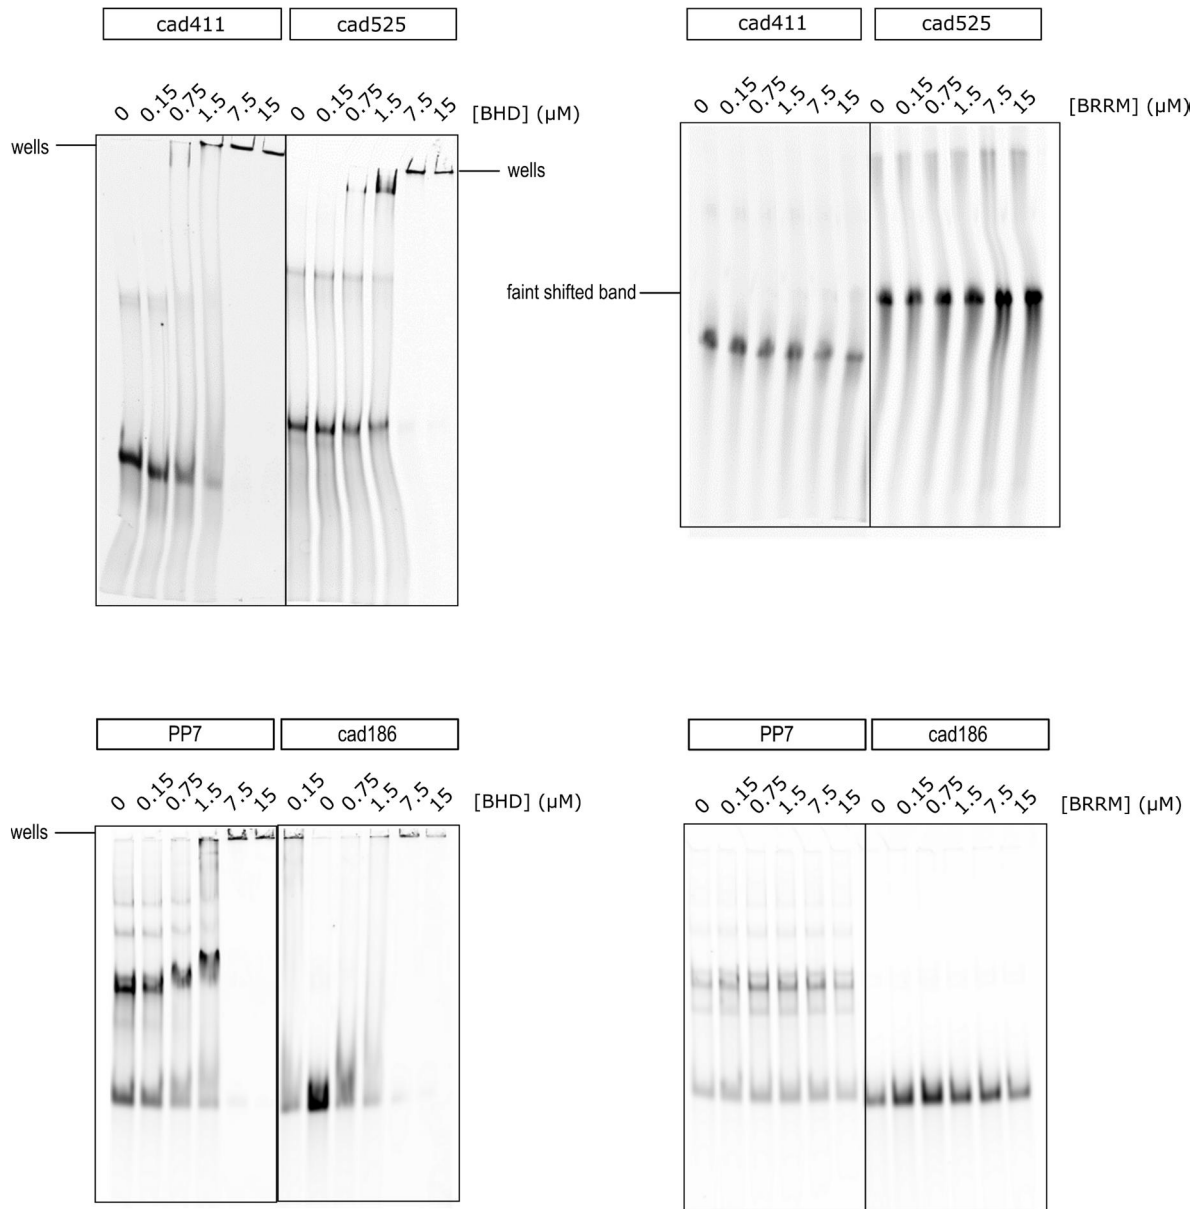 cad411 cad525
0 0.15 0.75 1.5 7.5 15 0 0.15 0.75 1.5 7.5 15 [BHD] (µM)
wells
wells
cad411 cad525
0 0.15 0.75 1.5 7.5 15 0 0.15 0.75 1.5 7.5 15 [BRRM] (µM)
faint shifted band
PP7 cad186
0 0.15 0.75 1.5 7.5 15 0.15 0 0.75 1.5 7.5 15 [BHD] (µM)
wells
PP7 cad186
0 0.15 0.75 1.5 7.5 15 0 0.15 0.75 1.5 7.5 15 [BRRM] (µM)